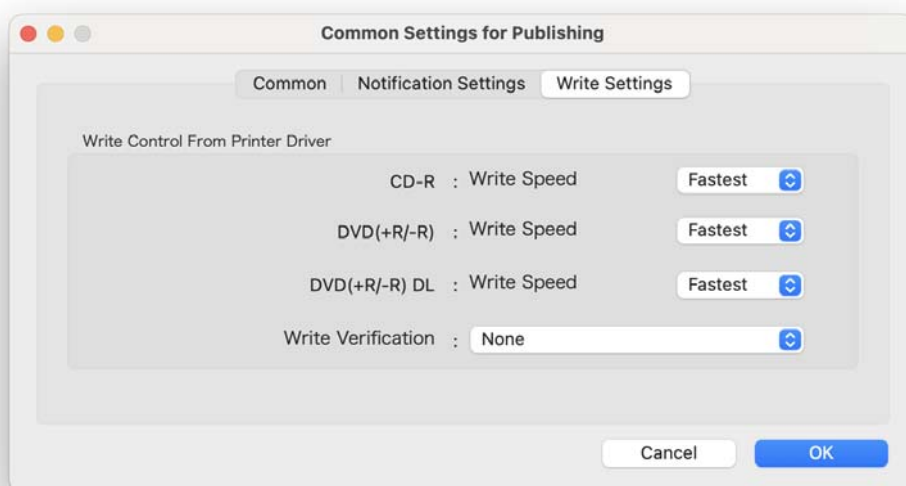 Common Settings for Publishing
Common Notification Settings Write Settings
Write Control From Printer Driver
CD-R : Write Speed Fastest
DVD(+R/-R) : Write Speed Fastest
DVD(+R/-R) DL : Write Speed Fastest
Write Verification : None
Cancel OK